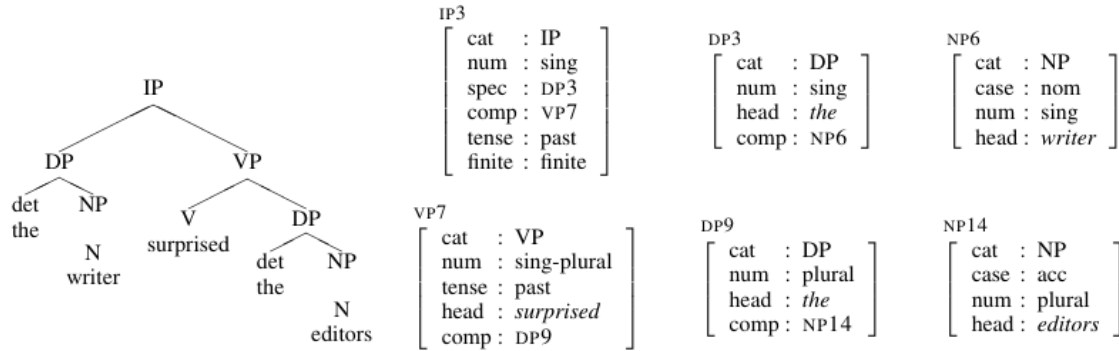 IP
DP VP
det NP V DP
the surprised
N det NP
writer the
N
editors
IP3
cat : IP
num : sing
spec : DP3
comp : VP7
tense : past
finite : finite
DP3
cat : DP
num : sing
head : the
comp : NP6
NP6
cat : NP
case : nom
num : sing
head : writer
VP7
cat : VP
num : sing-plural
tense : past
head : surprised
comp : DP9
DP9
cat : DP
num : plural
head : the
comp : NP14
NP14
cat : NP
case : acc
num : plural
head : editors